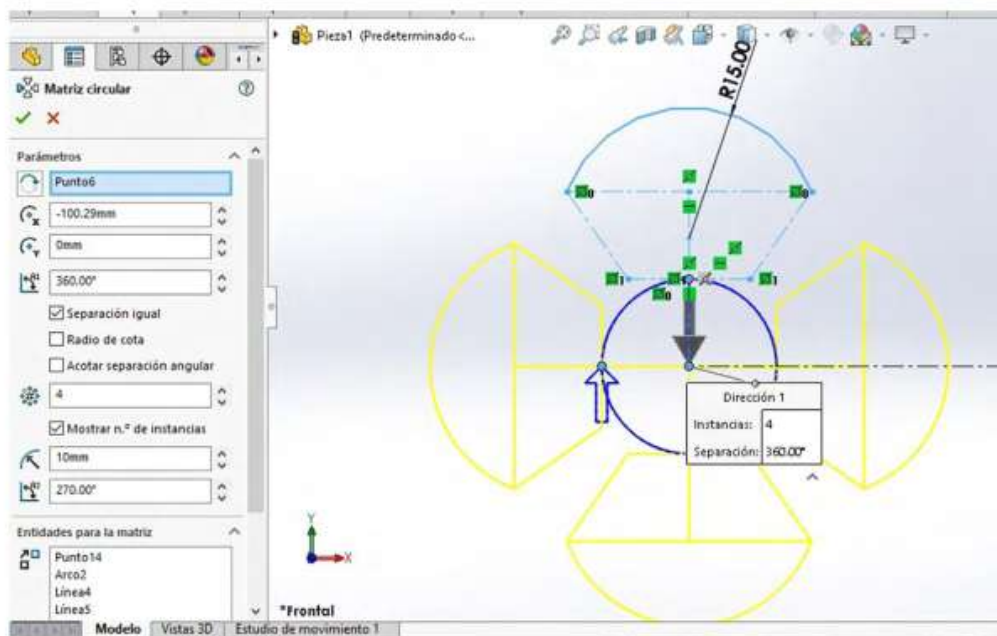 Pieza1 (Predeterminado<...
Matriz circular
Parámetros
Punto6
-100.29mm
0mm
360.00°
Separación igual
Radio de cota
Acotar separación angular
4
Mostrar n.º de instancias
10mm
270.00°
Entidades para la matriz
Punto14
Arco2
Línea4
Línea5
R15.00
Dirección 1
Instancias: 4
Separación: 360.00°
Y
X
*Frontal
Modelo Vistas 3D Estudio de movimiento 1